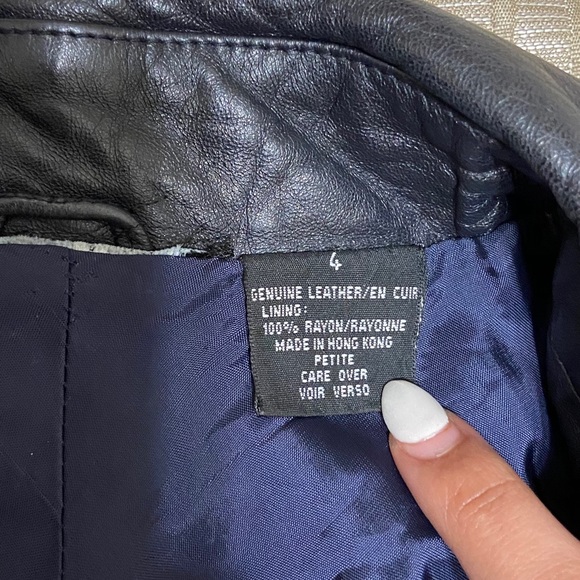 4
GENUINE LEATHER/EN CUIR
LINING:
100% RAYON/RAYONNE
MADE IN HONG KONG
PETITE
CARE OVER
VOIR VERSO